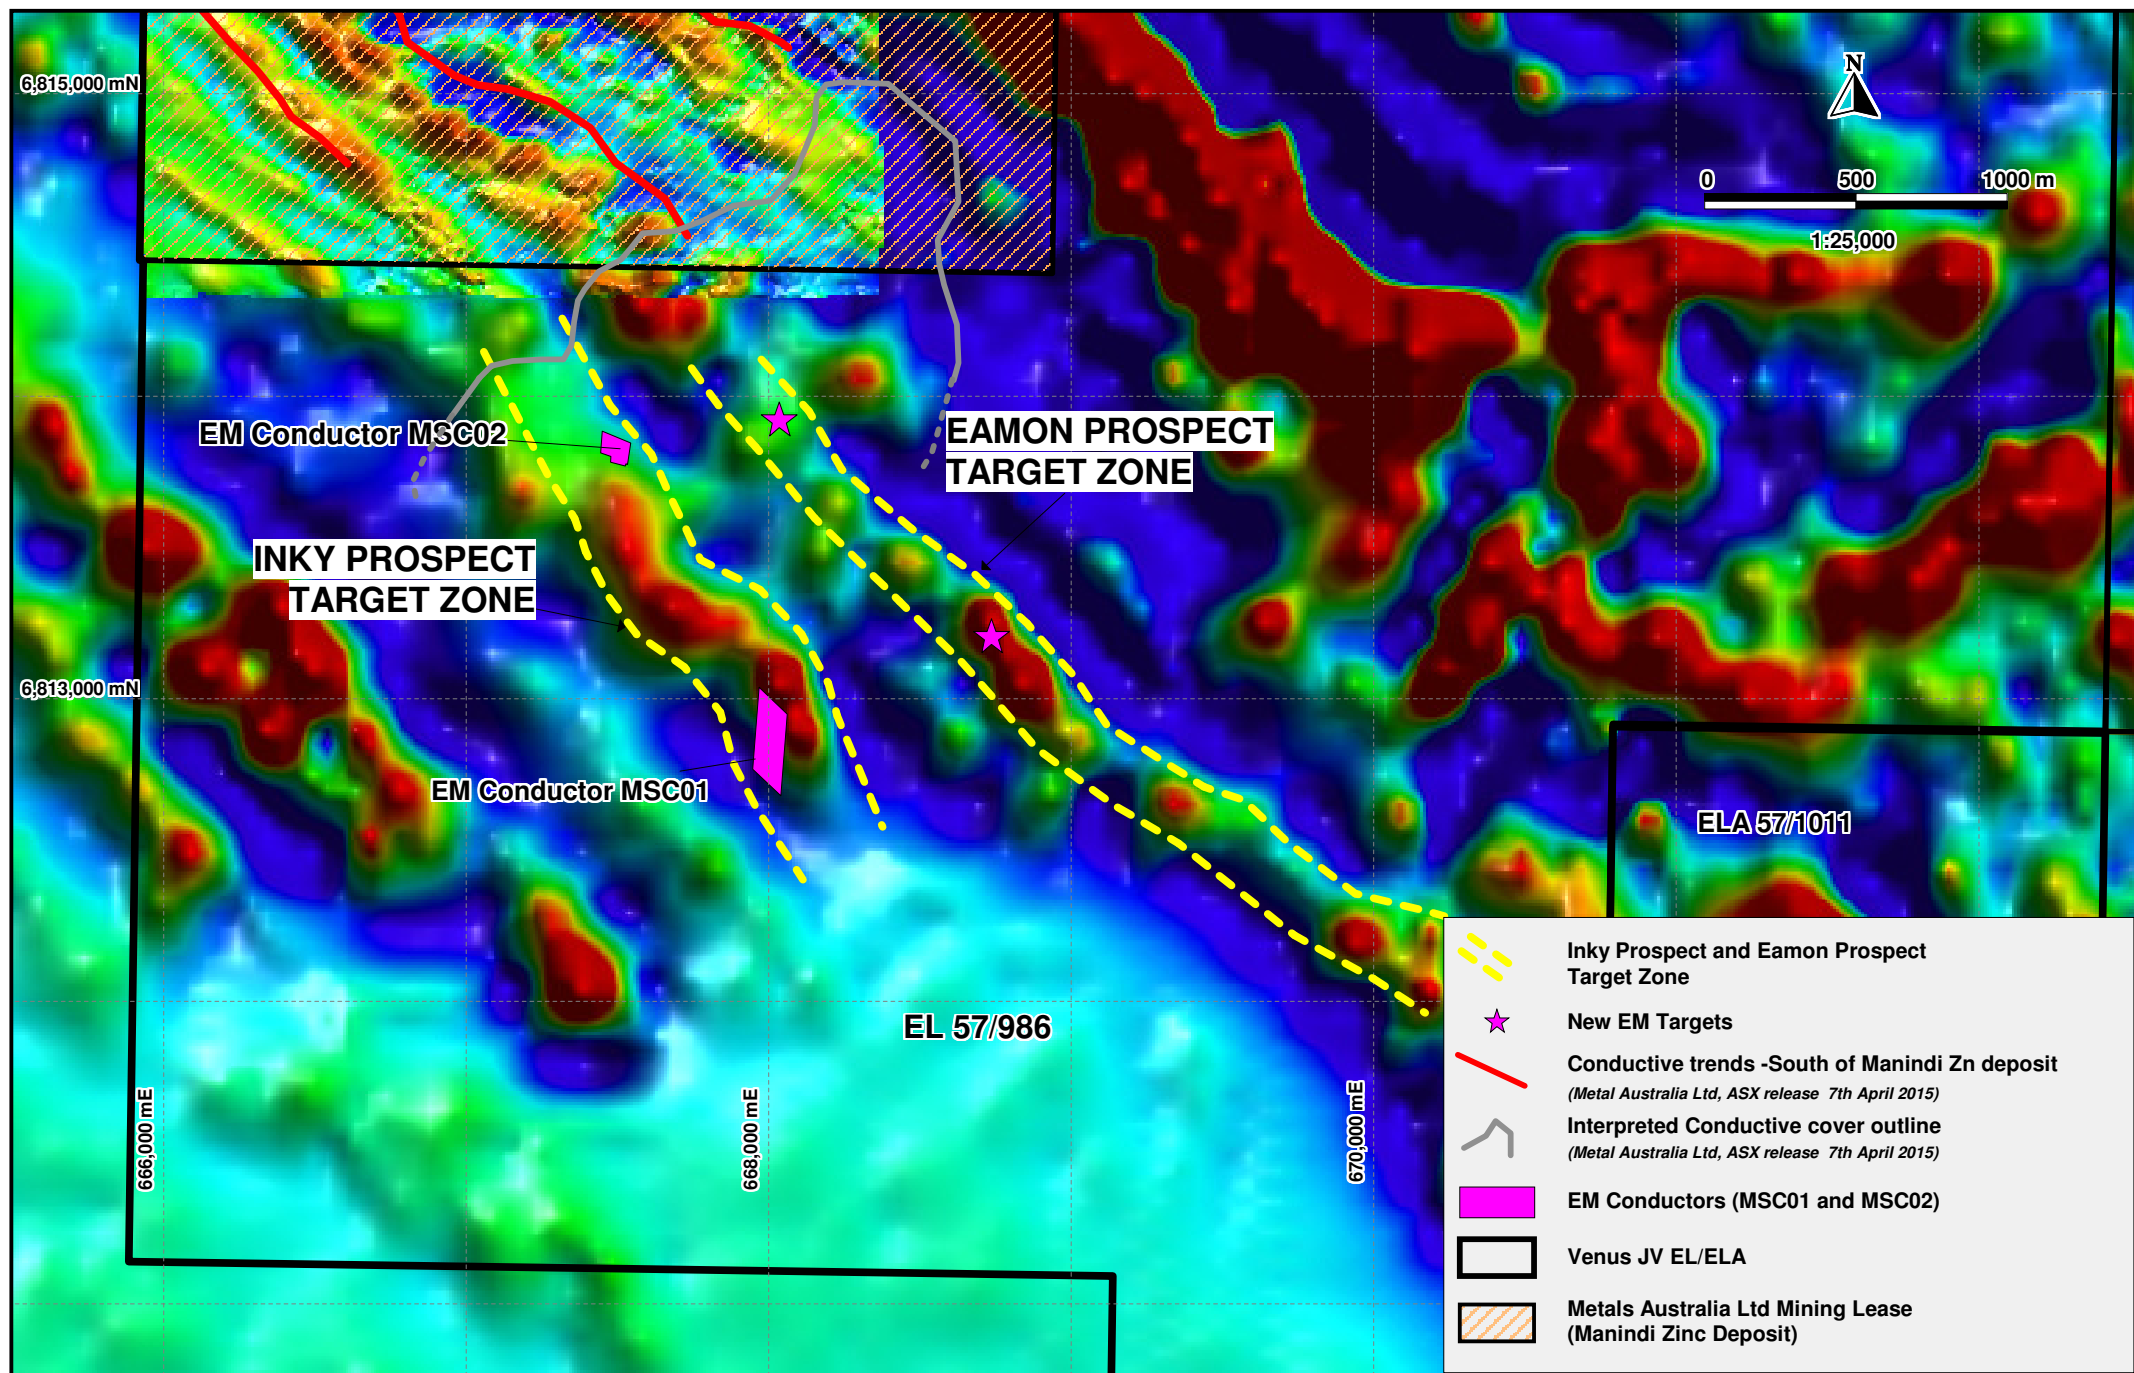 6,815,000 mN
N
0 500 1000 m
1:25,000
EM Conductor MSC02
EAMON PROSPECT
TARGET ZONE
INKY PROSPECT
TARGET ZONE
6,813,000 mN
EM Conductor MSC01
ELA 57/1011
EL 57/986
666,000 mE
668,000 mE
670,000 mE
Inky Prospect and Eamon Prospect
Target Zone
New EM Targets
Conductive trends -South of Manindi Zn deposit
(Metal Australia Ltd, ASX release 7th April 2015)
Interpreted Conductive cover outline
(Metal Australia Ltd, ASX release 7th April 2015)
EM Conductors (MSC01 and MSC02)
Venus JV EL/ELA
Metals Australia Ltd Mining Lease
(Manindi Zinc Deposit)